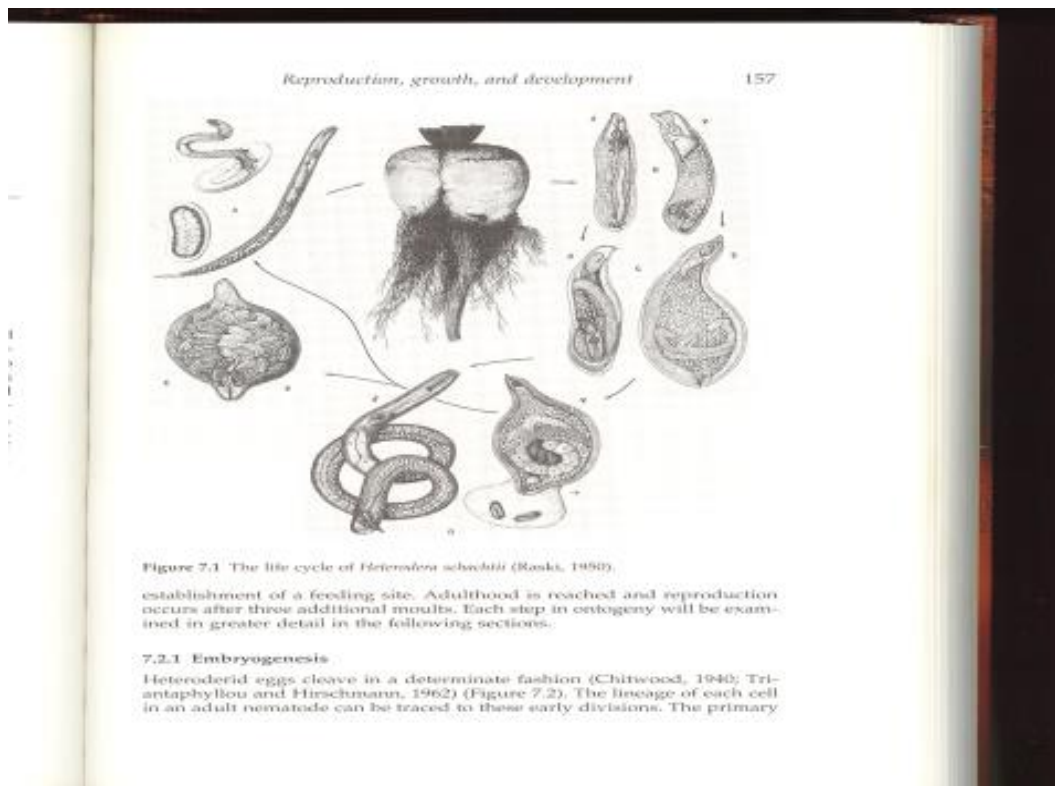 Reproduction, growth, and development 157
Figure 7.1 The life cycle of Heterodera schachtii (Raski, 1950).
establishment of a feeding site. Adulthood is reached and reproduction
occurs after three additional moults. Each step in ontogeny will be exam-
ined in greater detail in the following sections.
7.2.1 Embryogenesis
Heteroderid eggs cleave in a determinate fashion (Chitwood, 1940; Tri-
antaphyllou and Hirschmann, 1962) (Figure 7.2). The lineage of each cell
in an adult nematode can be traced to these early divisions. The primary